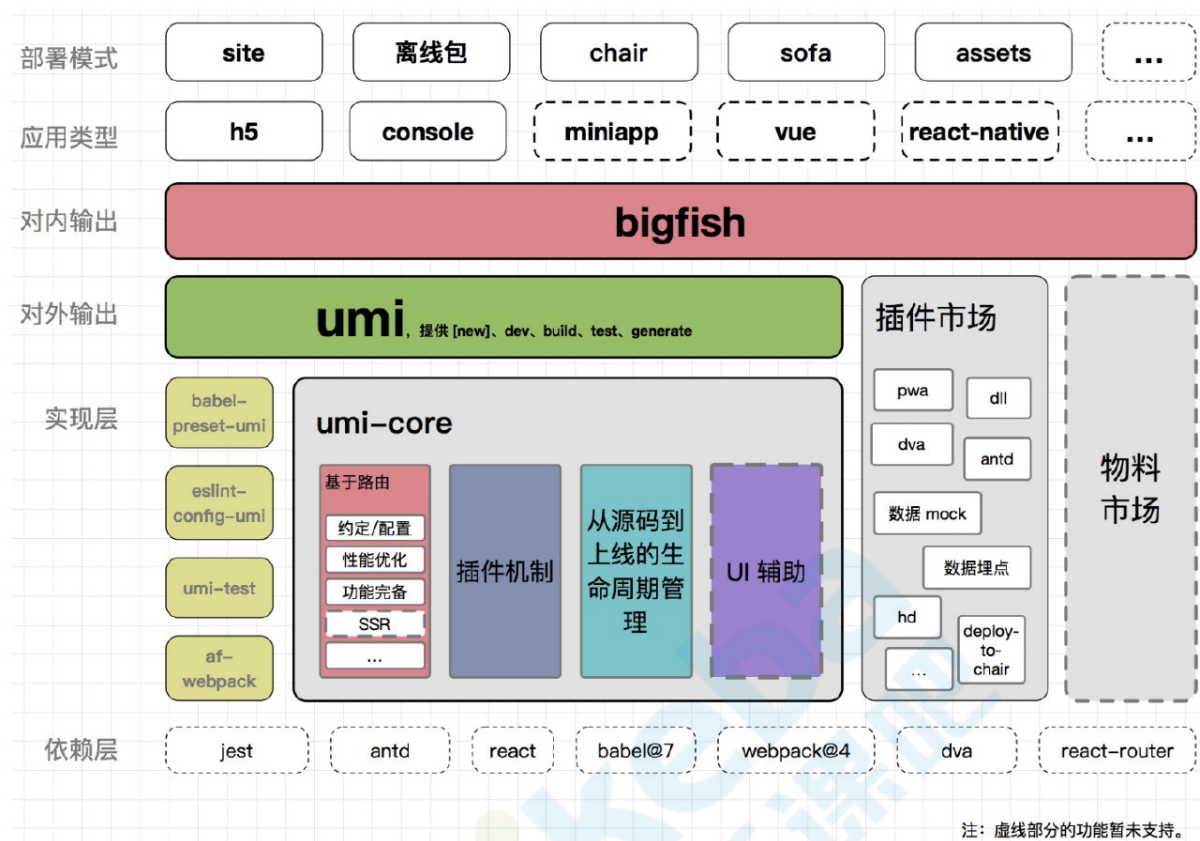 部署模式
site
离线包
chair
sofa
assets
...
应用类型
h5
console
miniapp
vue
react-native
...
对内输出
bigfish
对外输出
umi, 提供 [new]、dev、build、test、generate
插件市场
pwa
dll
dva
antd
数据 mock
数据埋点
hd
deploy-
to-
chair
...
物料
市场
实现层
babel-
preset-umi
eslint-
config-umi
umi-test
af-
webpack
umi-core
基于路由
约定/配置
性能优化
功能完备
SSR
...
插件机制
从源码到
上线的生
命周期管
理
UI 辅助
依赖层
jest
antd
react
babel@7
webpack@4
dva
react-router
注：虚线部分的功能暂未支持。